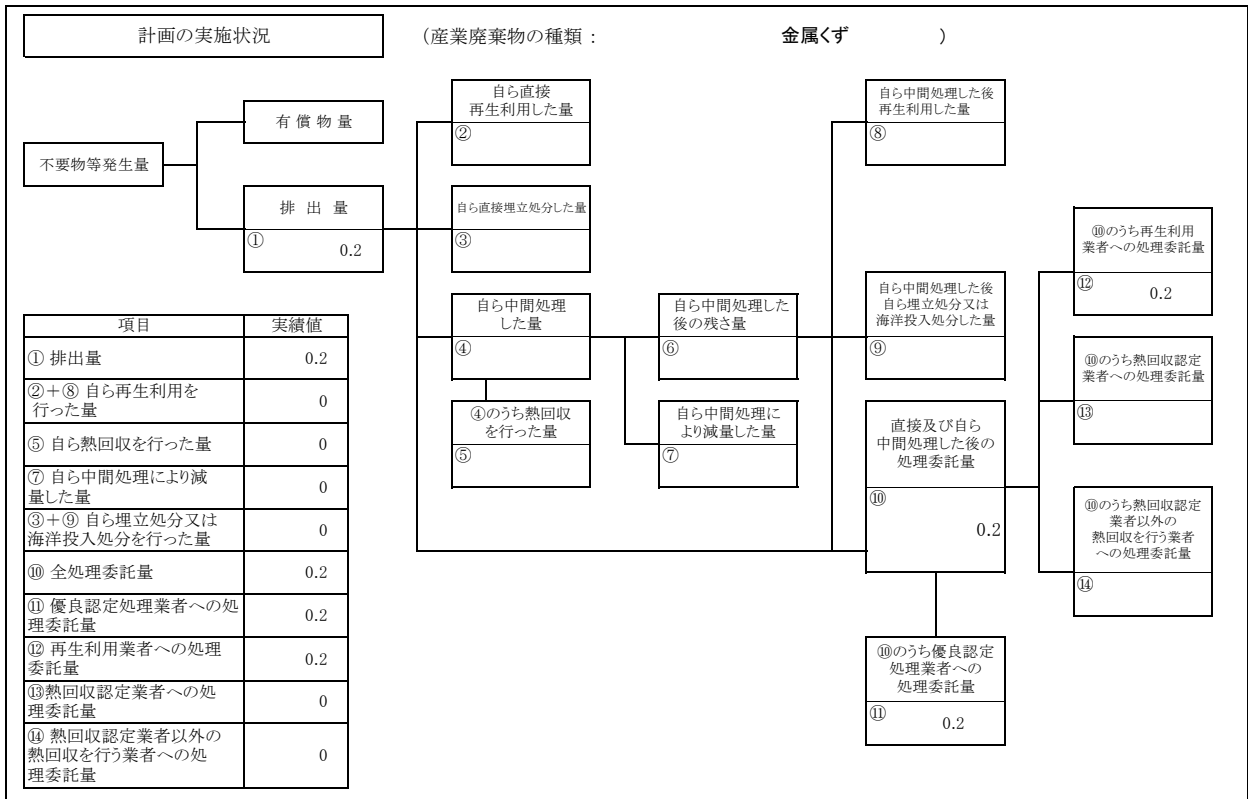 計画の実施状況
(産業廃棄物の種類: 金属くず )
不要物等発生量
有償物量
排出量
① 0.2
自ら直接
再生利用した量
②
自ら直接埋立処分した量
③
自ら中間処理
した量
④
④のうち熱回収
を行った量
⑤
自ら中間処理した
後の残さ量
⑥
自ら中間処理に
より減量した量
⑦
自ら中間処理した後
再生利用した量
⑧
自ら中間処理した後
自ら埋立処分又は
海洋投入処分した量
⑨
直接及び自ら
中間処理した後の
処理委託量
⑩
0.2
⑩のうち優良認定
処理業者への
処理委託量
⑪ 0.2
⑩のうち再生利用
業者への処理委託量
⑫ 0.2
⑩のうち熱回収認定
業者への処理委託量
⑬
⑩のうち熱回収認定
業者以外の
熱回収を行う業者
への処理委託量
⑭
項目 実績値
① 排出量 0.2
②+⑧ 自ら再生利用を
行った量 0
⑤ 自ら熱回収を行った量 0
⑦ 自ら中間処理により減
量した量 0
③+⑨ 自ら埋立処分又は
海洋投入処分を行った量 0
⑩ 全処理委託量 0.2
⑪ 優良認定処理業者への処
理委託量 0.2
⑫ 再生利用業者への処理
委託量 0.2
⑬熱回収認定業者への処
理委託量 0
⑭ 熱回収認定業者以外の
熱回収を行う業者への処
理委託量 0